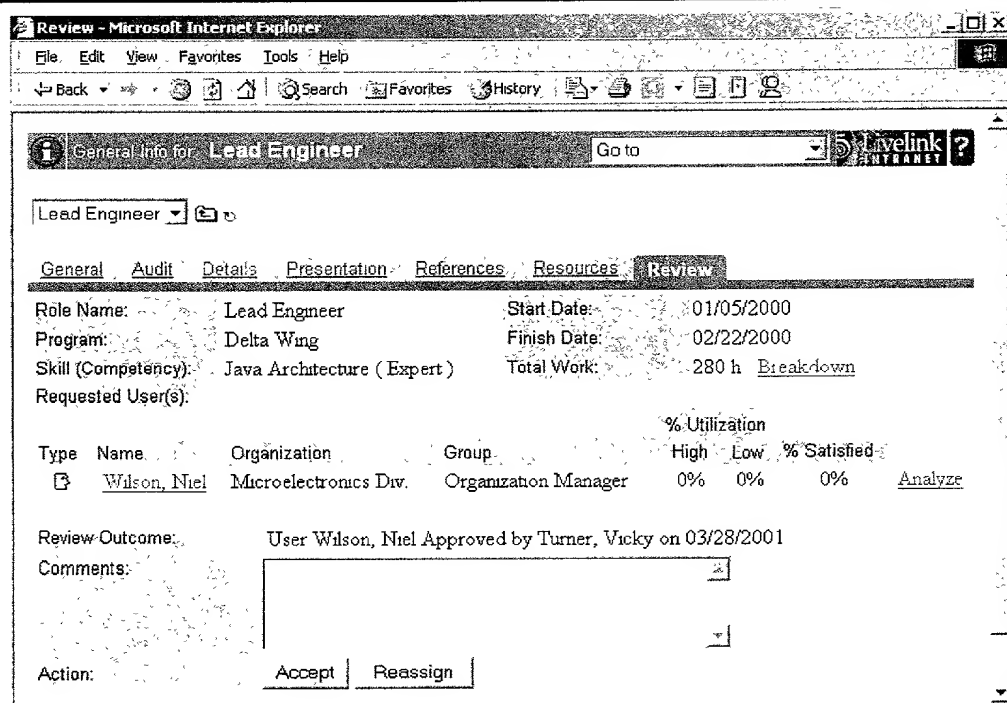 Review - Microsoft Internet Explorer
File Edit View Favorites Tools Help
Back Search Favorites History
General Info for: Lead Engineer Go to Livelink INTRANET ?
Lead Engineer
General Audit Details Presentation References Resources Review
Role Name: Lead Engineer Start Date: 01/05/2000
Program: Delta Wing Finish Date: 02/22/2000
Skill (Competency): Java Architecture ( Expert ) Total Work: 280 h Breakdown
Requested User(s):
% Utilization
Type Name Organization Group High Low % Satisfied
Wilson, Niel Microelectronics Div. Organization Manager 0% 0% 0% Analyze
Review Outcome: User Wilson, Niel Approved by Turner, Vicky on 03/28/2001
Comments:
Action: Accept Reassign